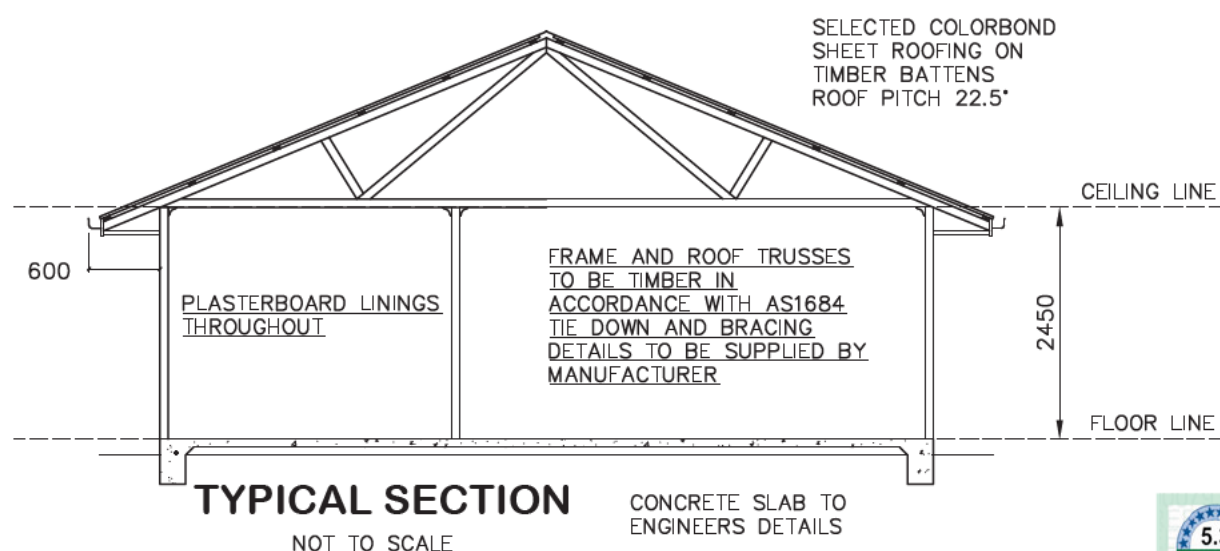 SELECTED COLORBOND
SHEET ROOFING ON
TIMBER BATTENS
ROOF PITCH 22.5°
CEILING LINE
600
PLASTERBOARD LININGS
THROUGHOUT
FRAME AND ROOF TRUSSES
TO BE TIMBER IN
ACCORDANCE WITH AS1684
TIE DOWN AND BRACING
DETAILS TO BE SUPPLIED BY
MANUFACTURER
2450
FLOOR LINE
TYPICAL SECTION
NOT TO SCALE
CONCRETE SLAB TO
ENGINEERS DETAILS